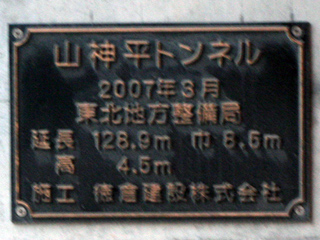 山神平トンネル
2007年3月
東北地方整備局
延長 128.9m 巾 8.5m
高 4.5m
施工 徳倉建設株式会社